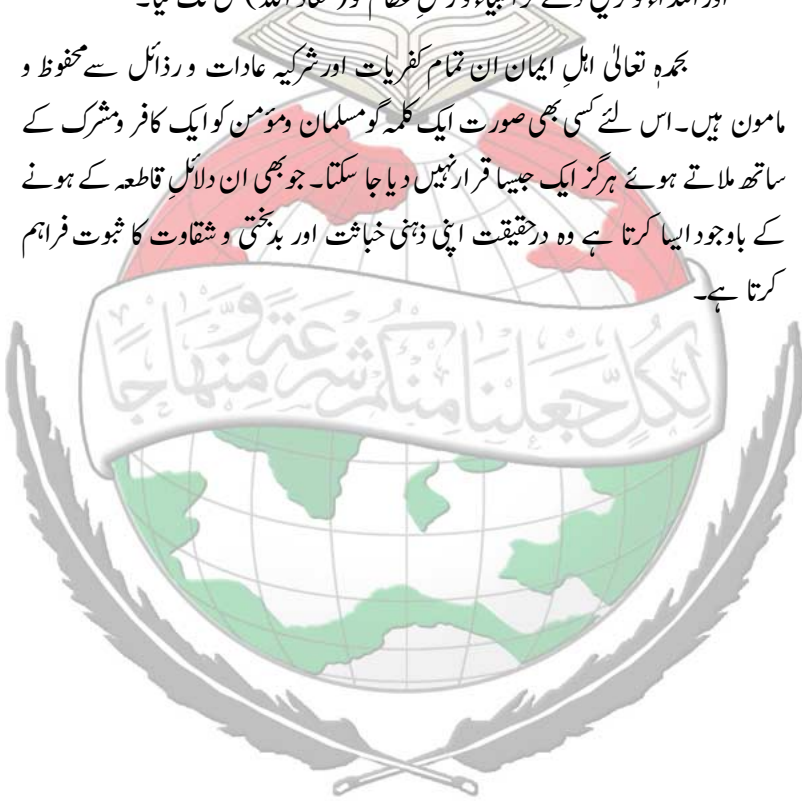 بحمدہٖ تعالیٰ اہلِ ایمان ان تمام کفریات اور شرکیہ عادات و رذائل سے محفوظ و
مامون ہیں۔ اس لئے کسی بھی صورت ایک کلمہ گو مسلمان ومؤمن کو ایک کافر ومشرک کے
ساتھ ملاتے ہوئے ہرگز ایک جیسا قرار نہیں دیا جا سکتا۔ جو بھی ان دلائلِ قاطعہ کے ہونے
کے باوجود ایسا کرتا ہے وہ درحقیقت اپنی ذہنی خباثت اور بدبختی و شقاوت کا ثبوت فراہم
کرتا ہے۔
لِكُلٍّ جَعَلْنَا مِنْكُمْ شِرْعَةً وَّمِنْهَاجًا